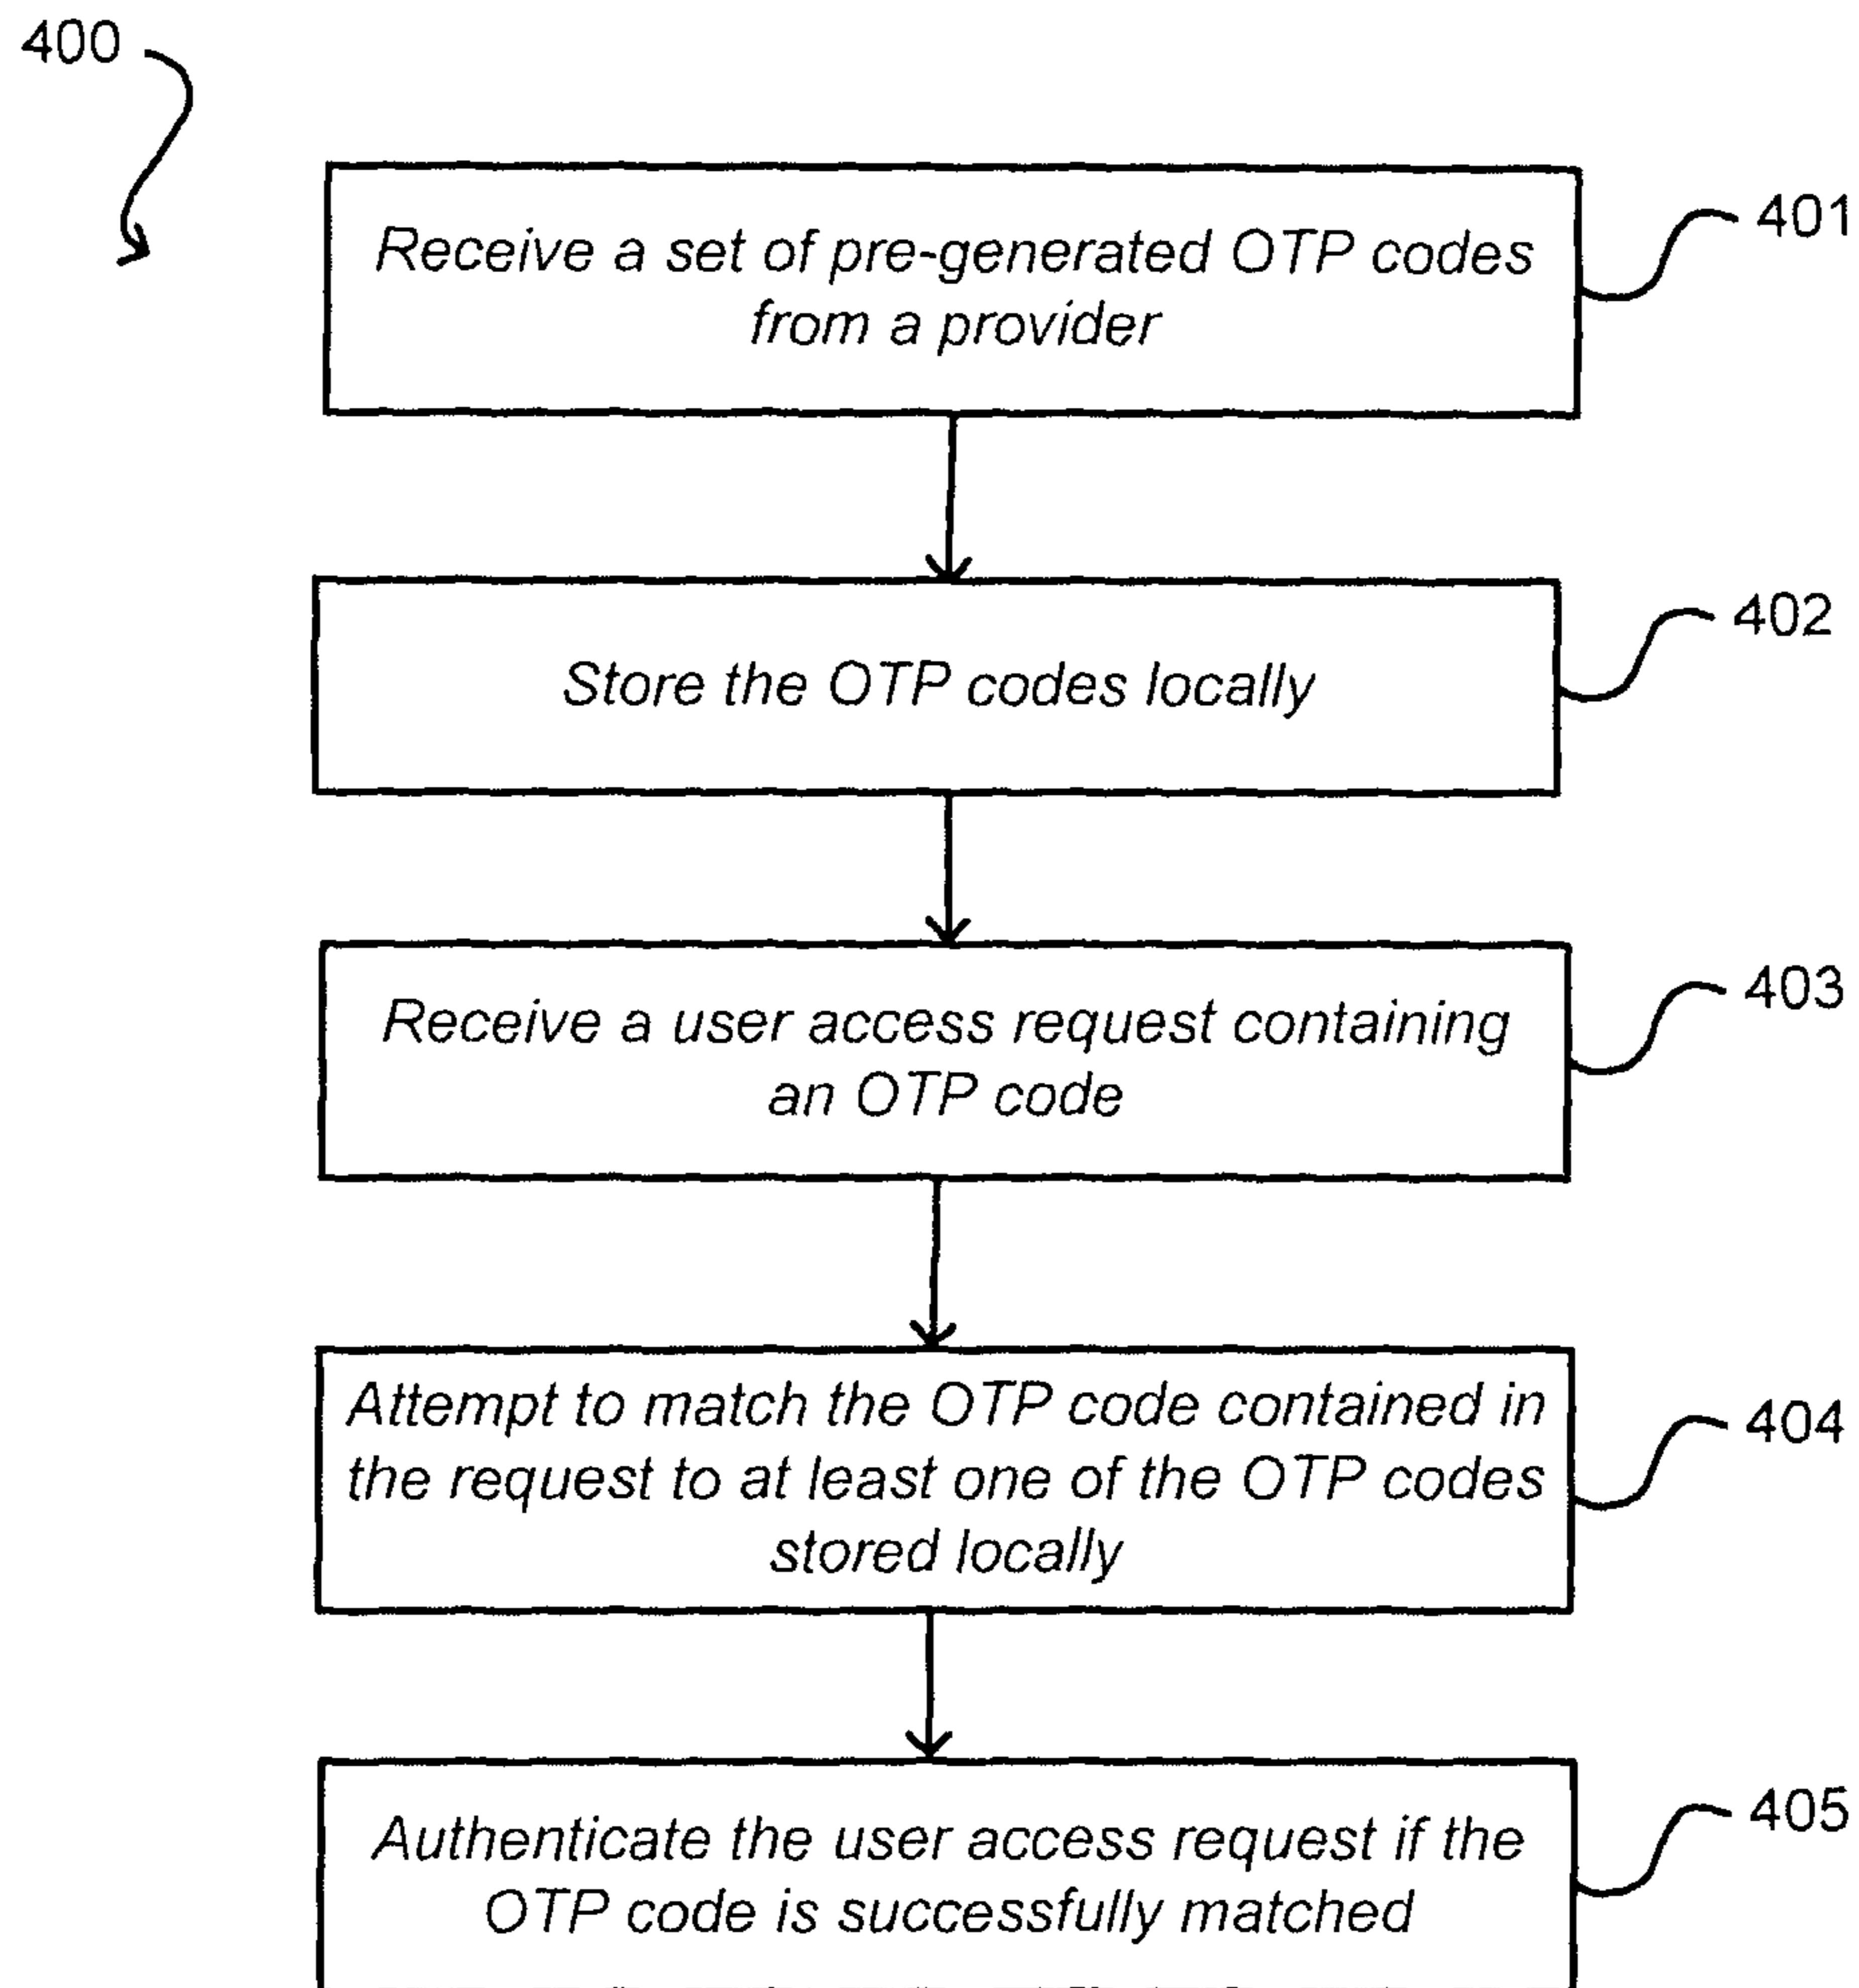 400
Receive a set of pre-generated OTP codes
from a provider
401
Store the OTP codes locally
402
Receive a user access request containing
an OTP code
403
Attempt to match the OTP code contained in
the request to at least one of the OTP codes
stored locally
404
Authenticate the user access request if the
OTP code is successfully matched
405